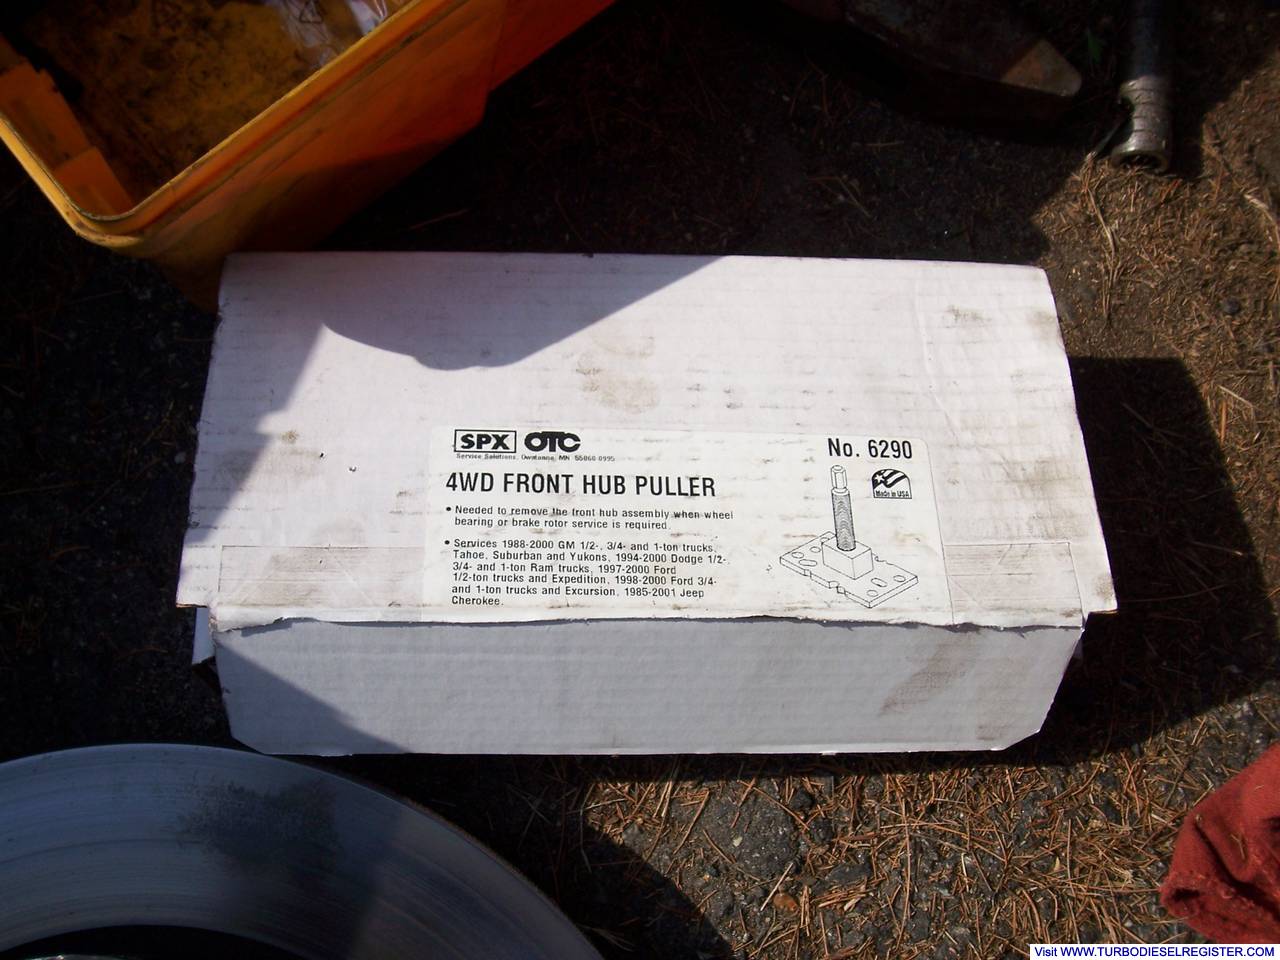 SPX OTC
Service Solutions, Owatonna, MN 55060-0995
No. 6290
4WD FRONT HUB PULLER
Made in USA
• Needed to remove the front hub assembly when wheel
bearing or brake rotor service is required.
• Services 1988-2000 GM 1/2-, 3/4- and 1-ton trucks,
Tahoe, Suburban and Yukons, 1994-2000 Dodge 1/2-,
3/4- and 1-ton Ram trucks, 1997-2000 Ford
1/2-ton trucks and Expedition, 1998-2000 Ford 3/4-
and 1-ton trucks and Excursion, 1985-2001 Jeep
Cherokee.
Visit WWW.TURBODIESELREGISTER.COM